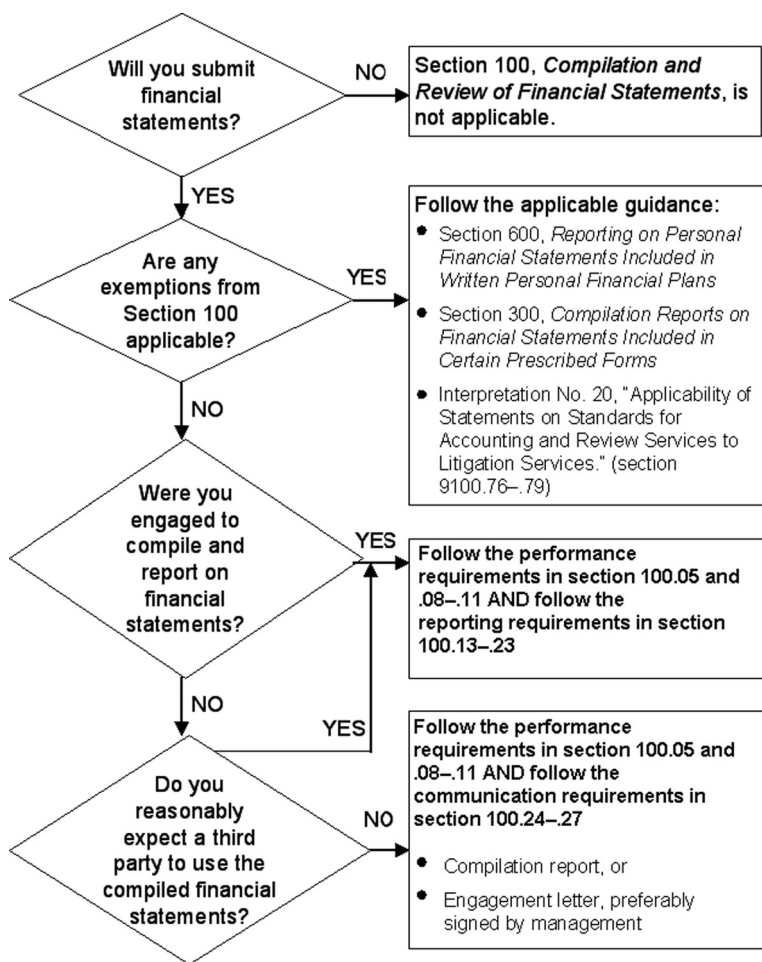 Will you submit
financial
statements?
NO
Section 100, Compilation and
Review of Financial Statements, is
not applicable.
YES
Are any
exemptions from
Section 100
applicable?
YES
Follow the applicable guidance:
• Section 600, Reporting on Personal
Financial Statements Included in
Written Personal Financial Plans
• Section 300, Compilation Reports on
Financial Statements Included in
Certain Prescribed Forms
• Interpretation No. 20, "Applicability of
Statements on Standards for
Accounting and Review Services to
Litigation Services." (section
9100.76–.79)
NO
Were you
engaged to
compile and
report on
financial
statements?
YES
Follow the performance
requirements in section 100.05 and
.08–.11 AND follow the
reporting requirements in section
100.13–.23
NO
YES
Do you
reasonably
expect a third
party to use the
compiled financial
statements?
NO
Follow the performance
requirements in section 100.05 and
.08–.11 AND follow the
communication requirements in
section 100.24–.27
• Compilation report, or
• Engagement letter, preferably
signed by management